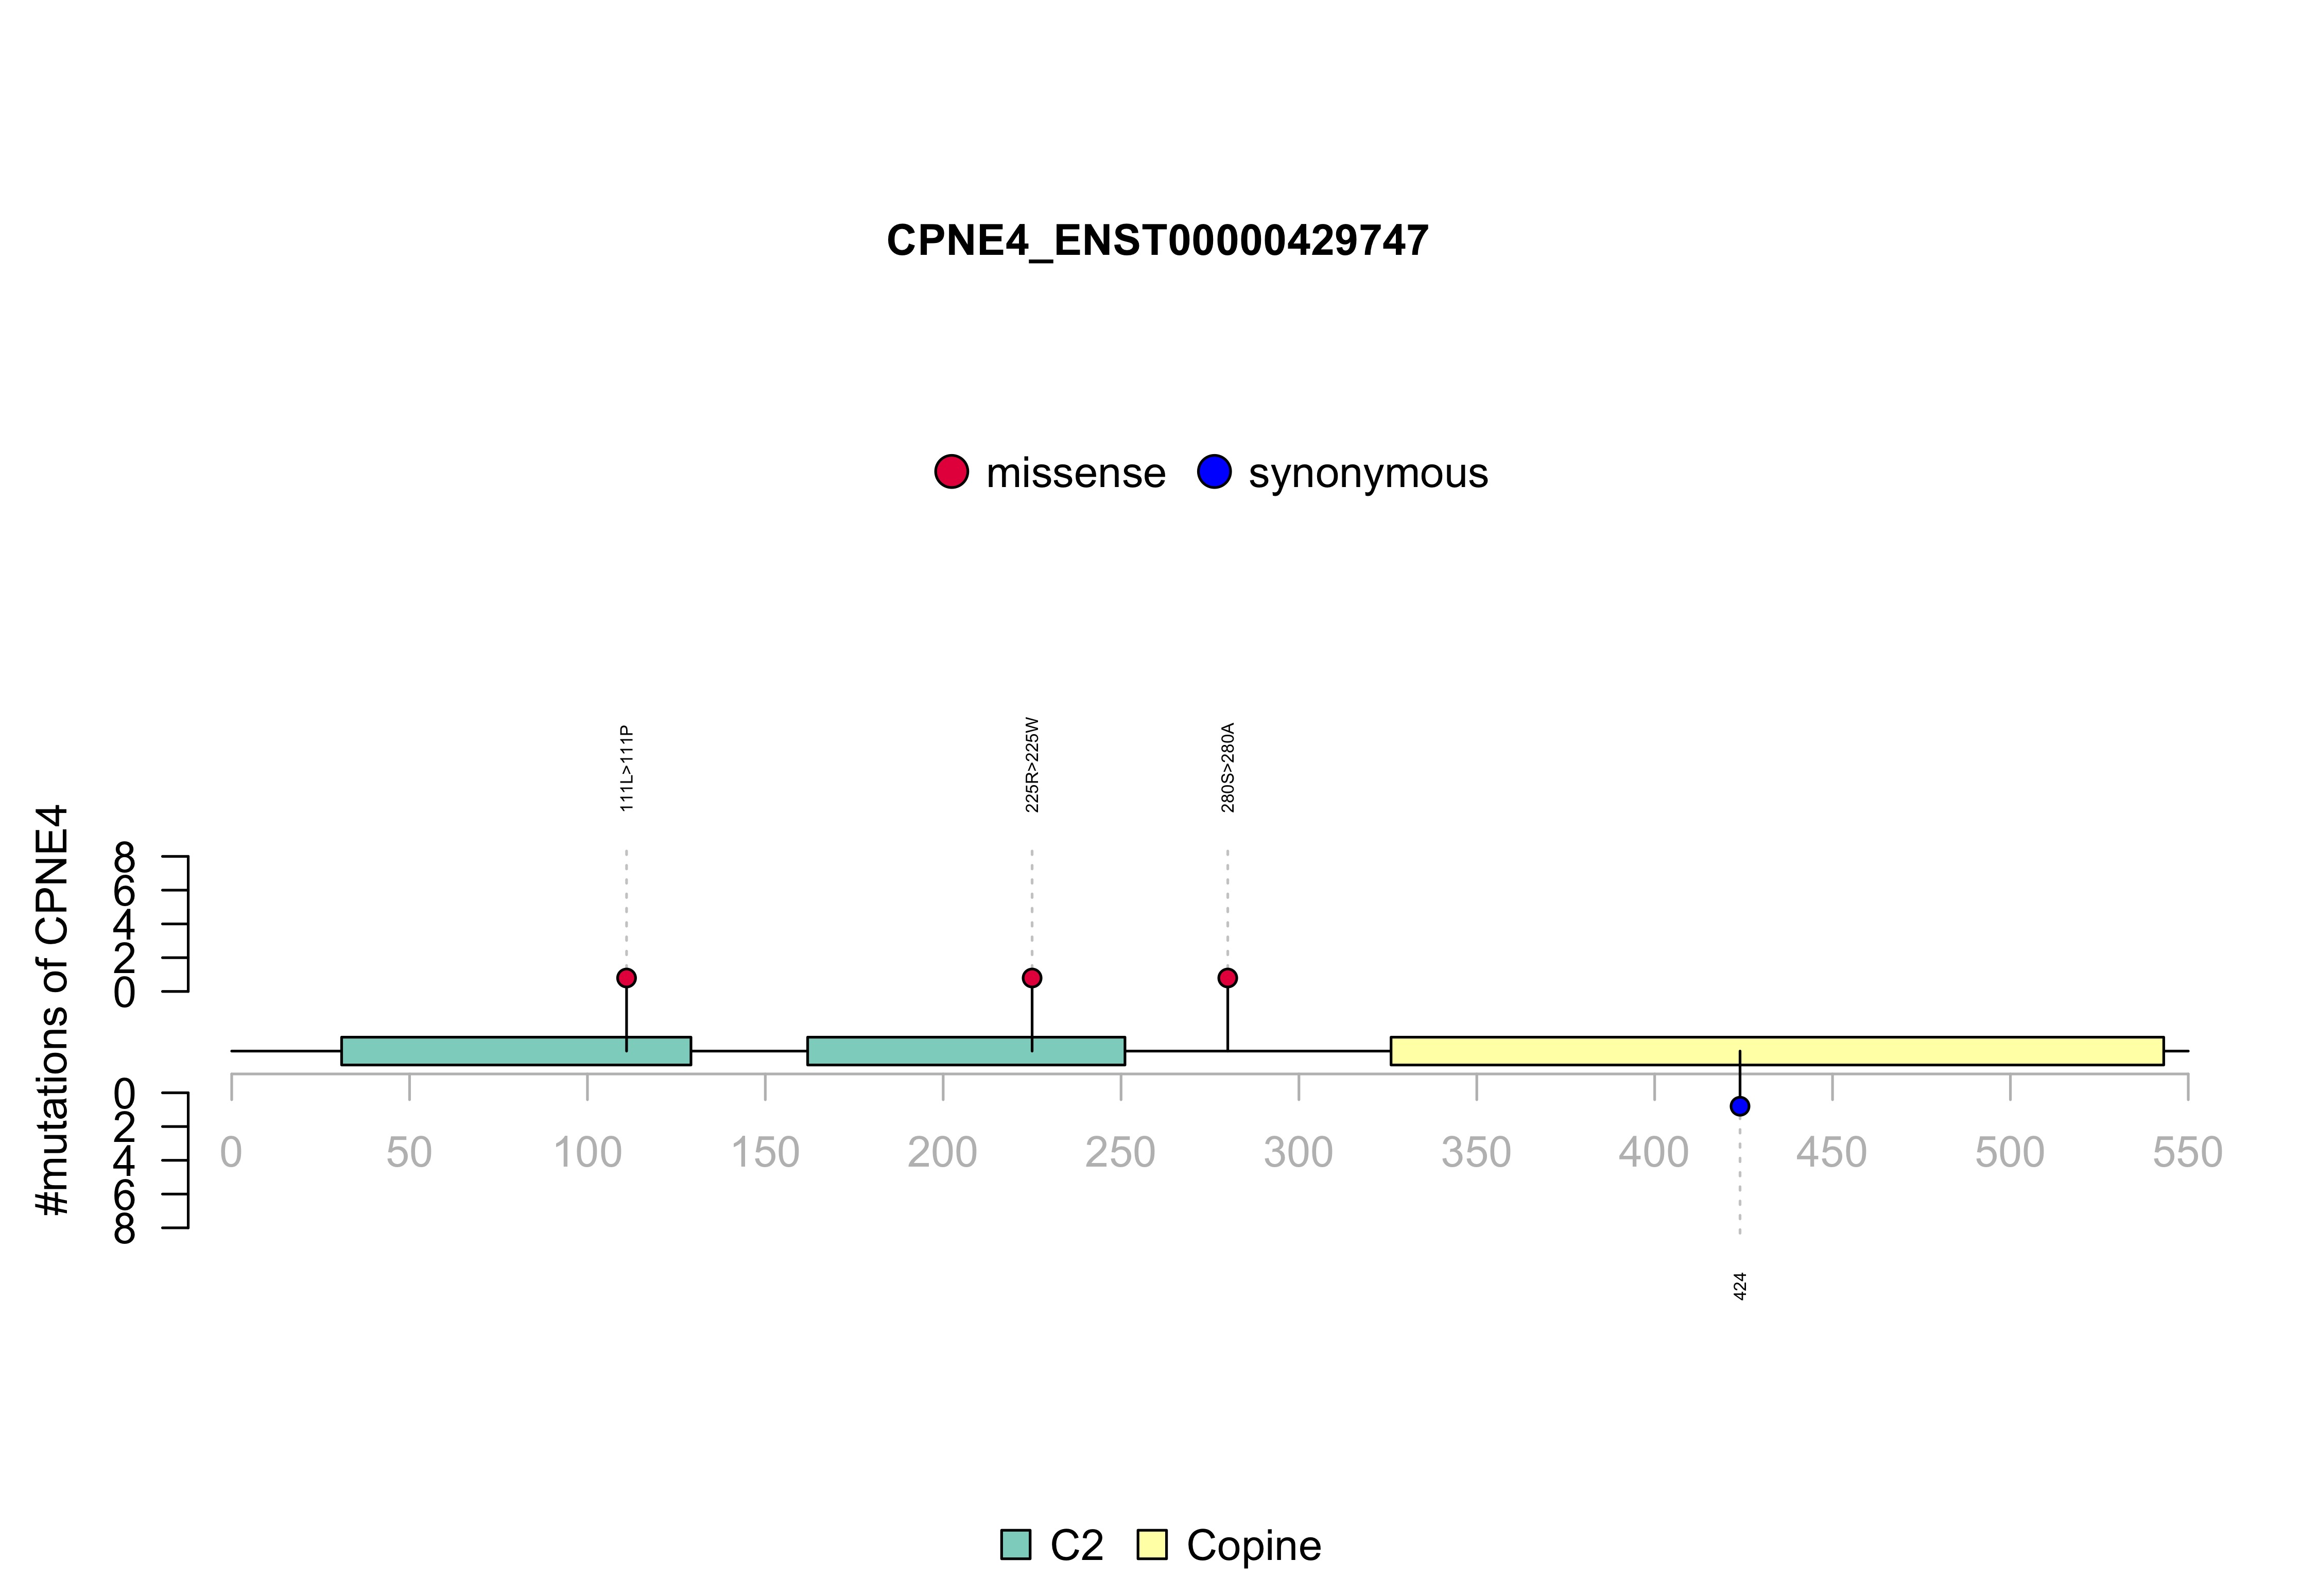 CPNE4_ENST00000429747
missense synonymous
111L>111P
225R>225W
280S>280A
#mutations of CPNE4
8
6
4
2
0
0
2
4
6
8
0 50 100 150 200 250 300 350 400 450 500 550
424
C2 Copine